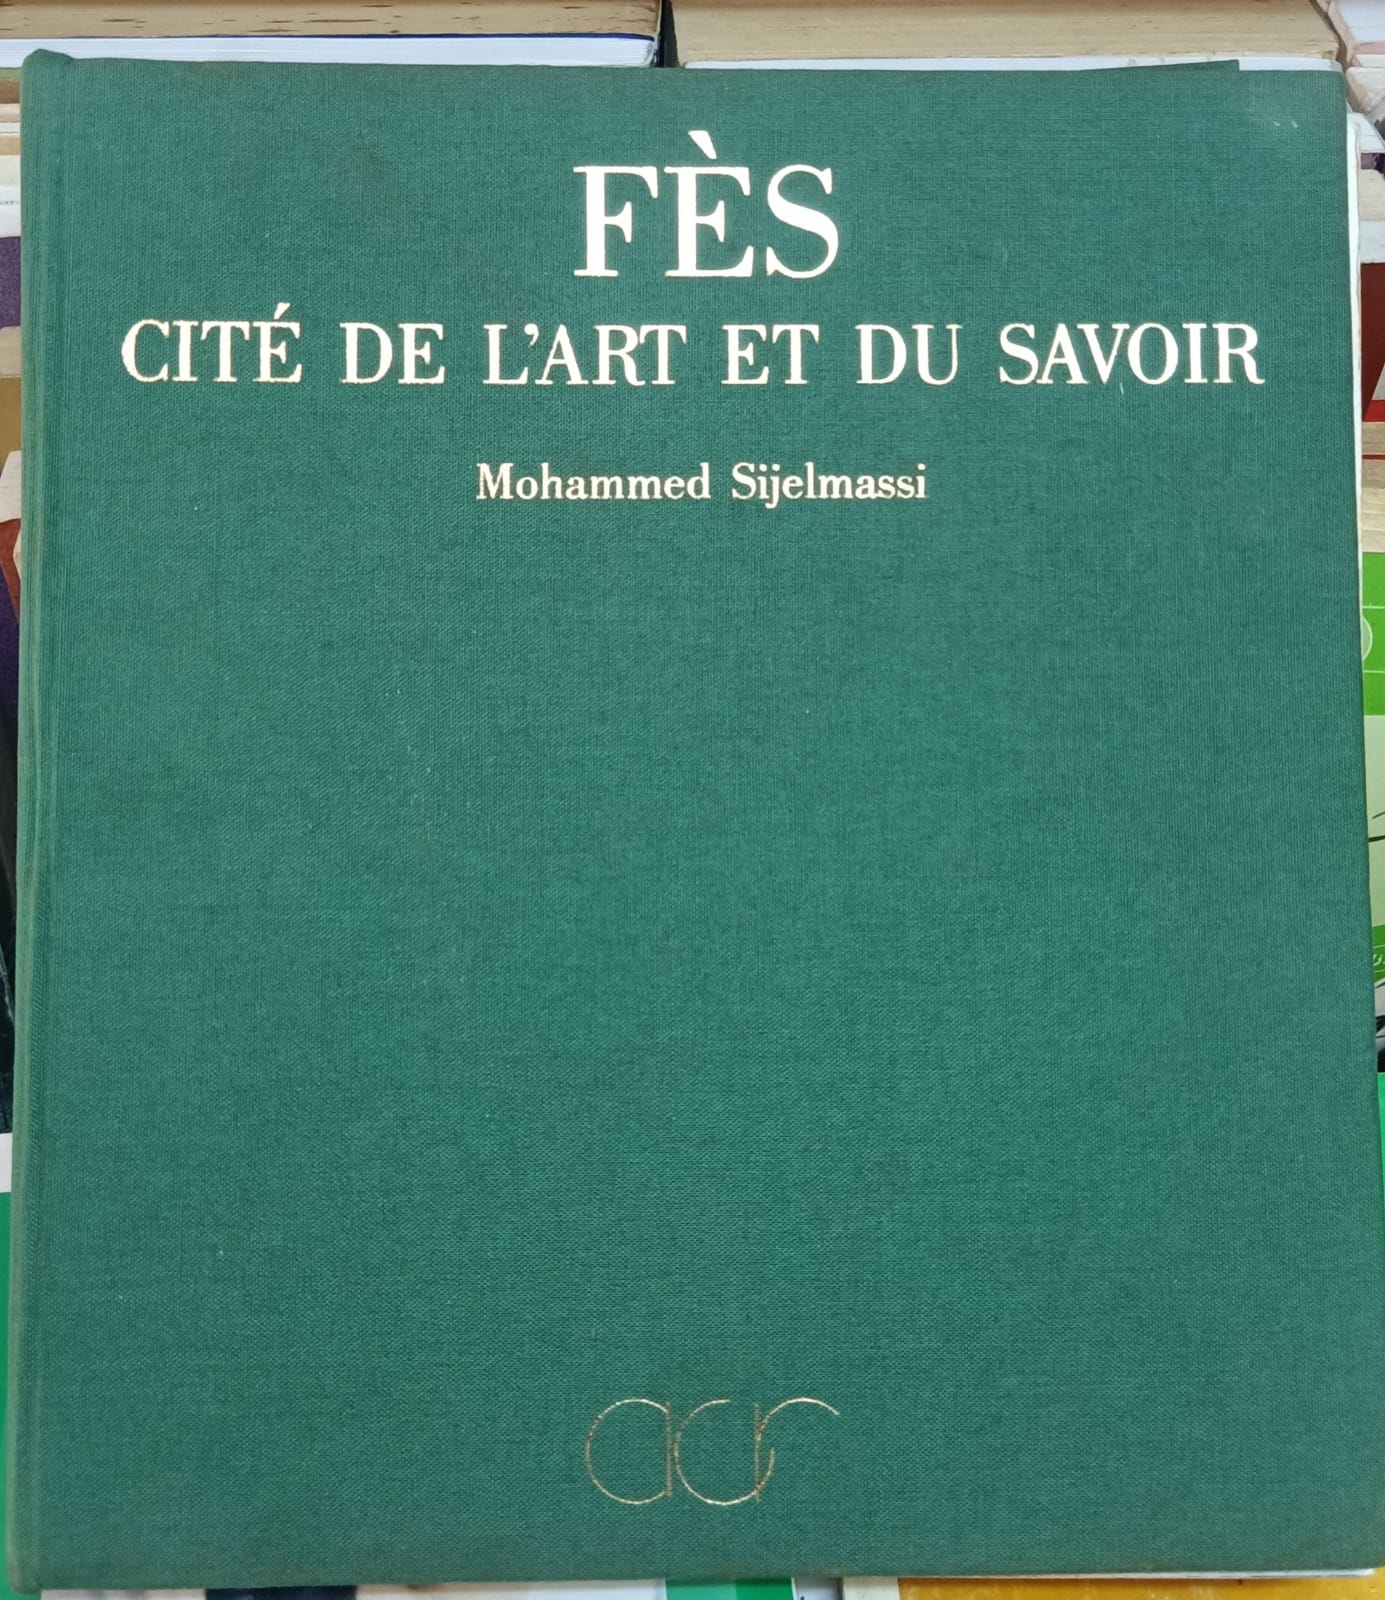 FÈS
CITÉ DE L'ART ET DU SAVOIR
Mohammed Sijelmassi
acr